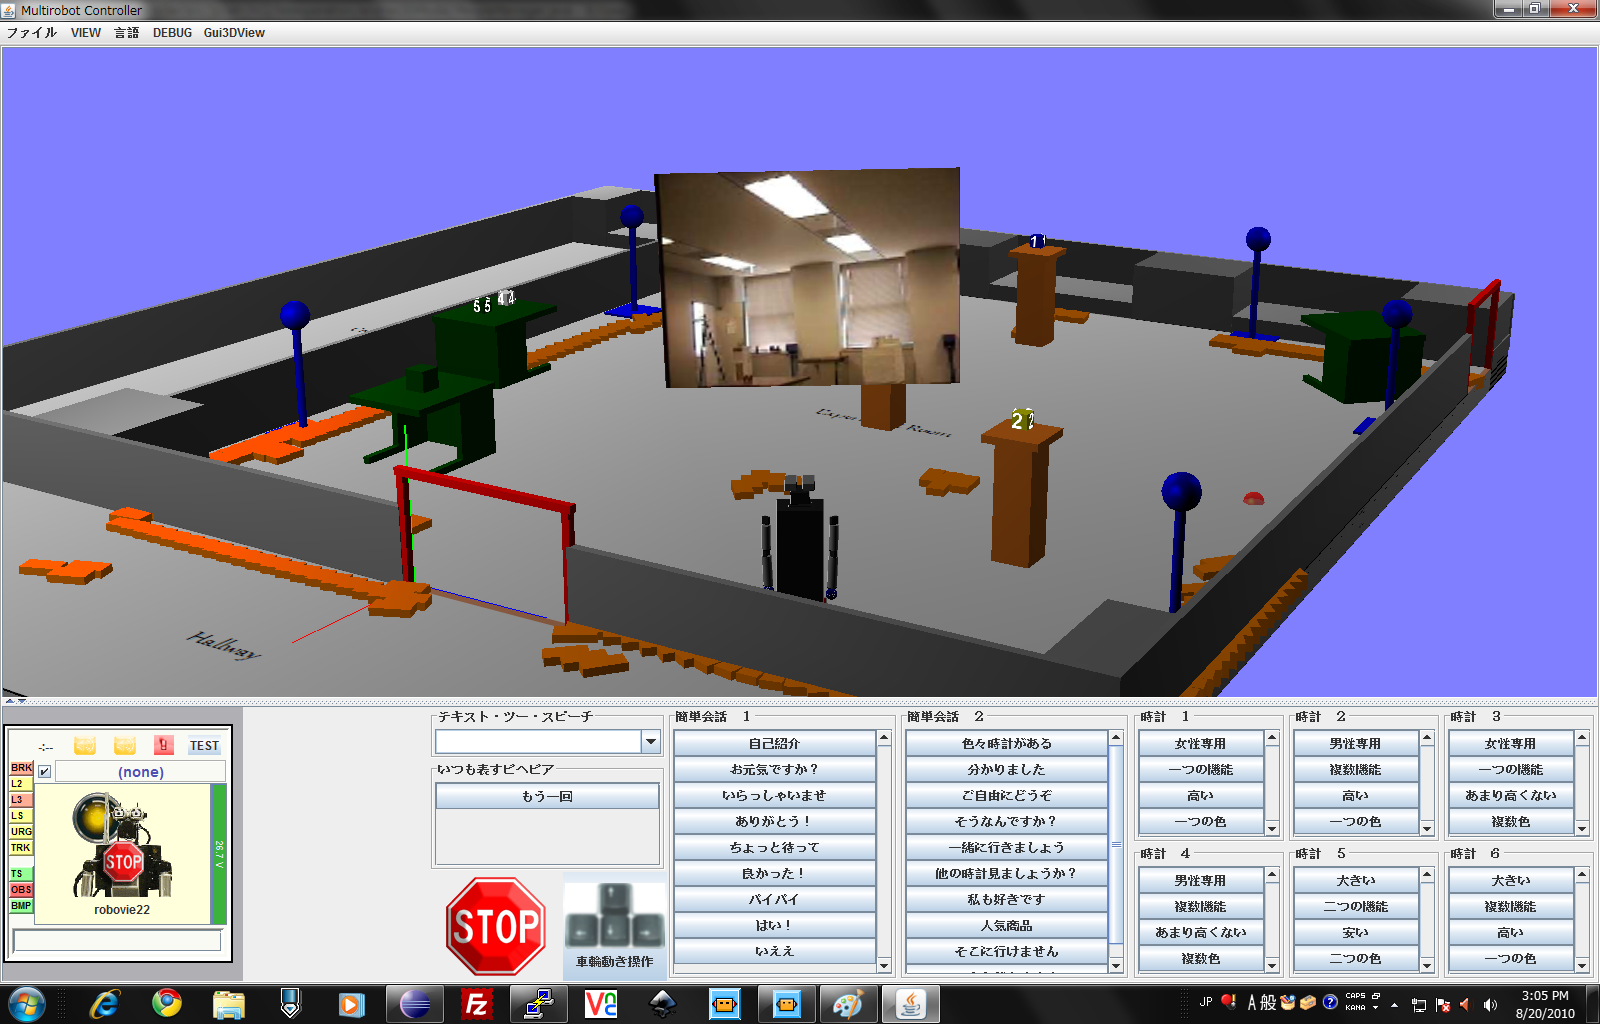 Multirobot Controller
ファイル VIEW 言語 DEBUG Gui3DView
1 1
5 5 4 4
2 2
Room
Hallway
-:-- TEST
BRK
(none)
L2
L3
LS
URG
TRK
STOP
26.7 V
TS
OBS
BMP
robovie22
テキスト・ツー・スピーチ
いつも表すビヘビア
もう一回
STOP
車輪動き操作
簡単会話 1
自己紹介
お元気ですか？
いらっしゃいませ
ありがとう！
ちょっと待って
良かった！
バイバイ
はい！
いええ
簡単会話 2
色々時計がある
分かりました
ご自由にどうぞ
そうなんですか？
一緒に行きましょう
他の時計見ましょうか？
私も好きです
人気商品
そこに行けません
時計 1
女性専用
一つの機能
高い
一つの色
時計 2
男性専用
複数機能
高い
一つの色
時計 3
女性専用
一つの機能
あまり高くない
複数色
時計 4
男性専用
複数機能
あまり高くない
複数色
時計 5
大きい
二つの機能
安い
二つの色
時計 6
大きい
複数機能
高い
一つの色
Fz
VNC
JP
A 般
CAPS
KANA
3:05 PM
8/20/2010